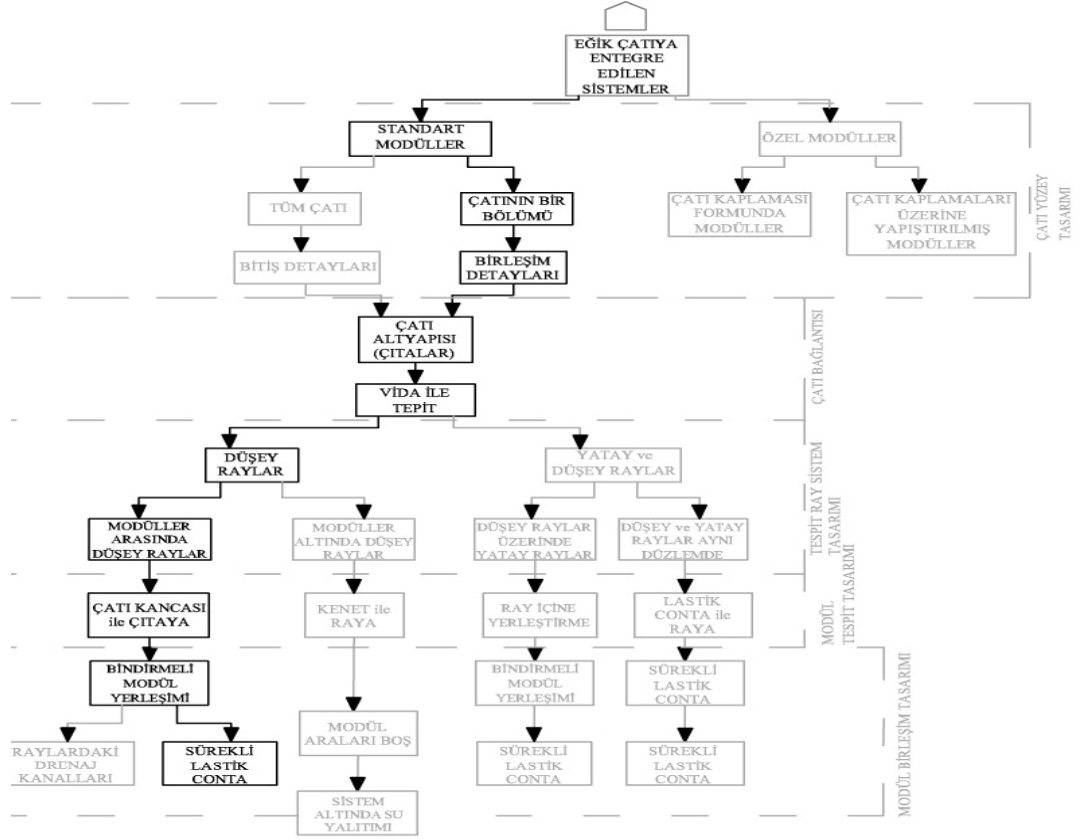 EĞİK ÇATIYA
ENTEGRE
EDİLEN
SİSTEMLER
STANDART
MODÜLLER
ÖZEL MODÜLLER
TÜM ÇATI
ÇATININ BİR
BÖLÜMÜ
ÇATI KAPLAMASI
FORMUNDA
MODÜLLER
ÇATI KAPLAMALARI
ÜZERİNE
YAPIŞTIRILMIŞ
MODÜLLER
BİTİŞ DETAYLARI
BİRLEŞİM
DETAYLARI
ÇATI YÜZEY
TASARIMI
ÇATI
ALTYAPISI
(ÇITALAR)
VİDA İLE
TEPİT
ÇATI BAĞLANTISI
DÜŞEY
RAYLAR
YATAY ve
DÜŞEY RAYLAR
MODÜLLER
ARASINDA
DÜŞEY RAYLAR
MODÜLLER
ALTINDA DÜŞEY
RAYLAR
DÜŞEY RAYLAR
ÜZERİNDE
YATAY RAYLAR
DÜŞEY ve YATAY
RAYLAR AYNI
DÜZLEMDE
TESPİT RAY SİSTEM
TASARIMI
ÇATI KANCASI
ile ÇITAYA
KENET ile
RAYA
RAY İÇİNE
YERLEŞTİRME
LASTİK
CONTA ile
RAYA
MODÜL
TESPİT TASARIMI
BİNDİRMELİ
MODÜL
YERLEŞİMİ
BİNDİRMELİ
MODÜL
YERLEŞİMİ
SÜREKLİ
LASTİK
CONTA
RAYLARDAKİ
DRENAJ
KANALLARI
SÜREKLİ
LASTİK
CONTA
MODÜL
ARALARI BOŞ
SÜREKLİ
LASTİK
CONTA
SÜREKLİ
LASTİK
CONTA
SİSTEM
ALTINDA SU
YALITIMI
MODÜL BİRLEŞİM TASARIMI